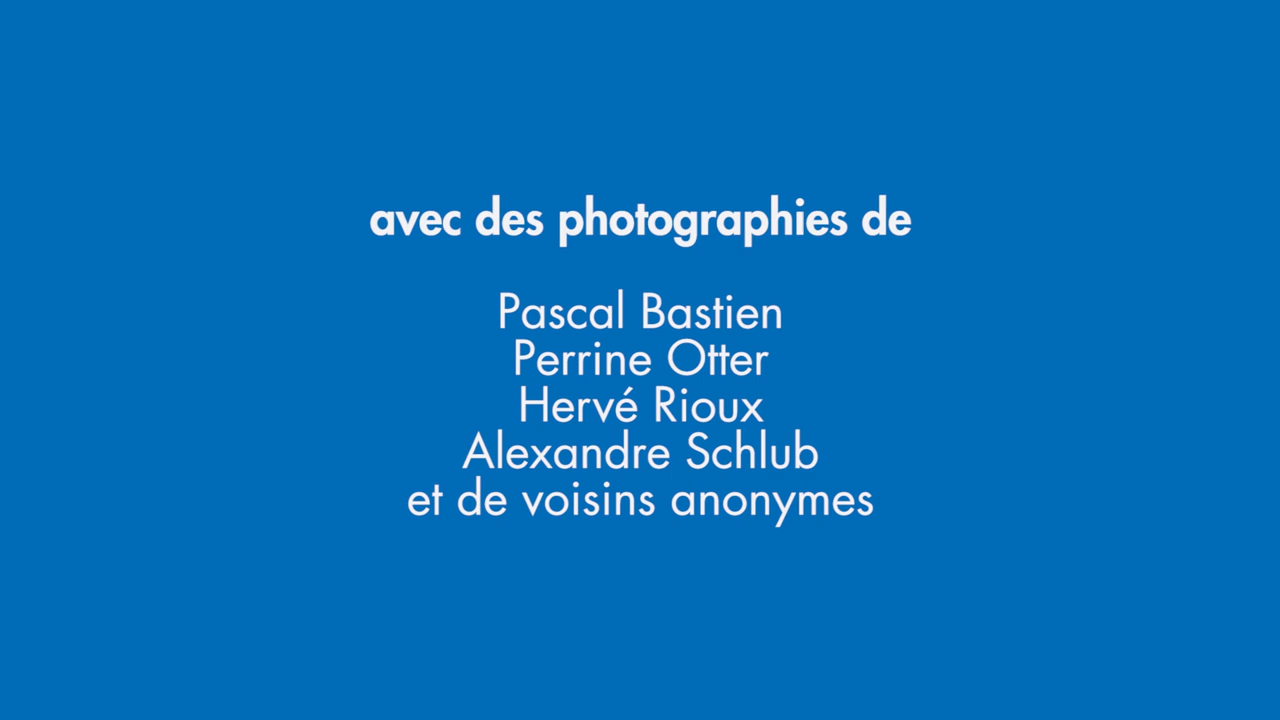 avec des photographies de
Pascal Bastien
Perrine Otter
Hervé Rioux
Alexandre Schlub
et de voisins anonymes